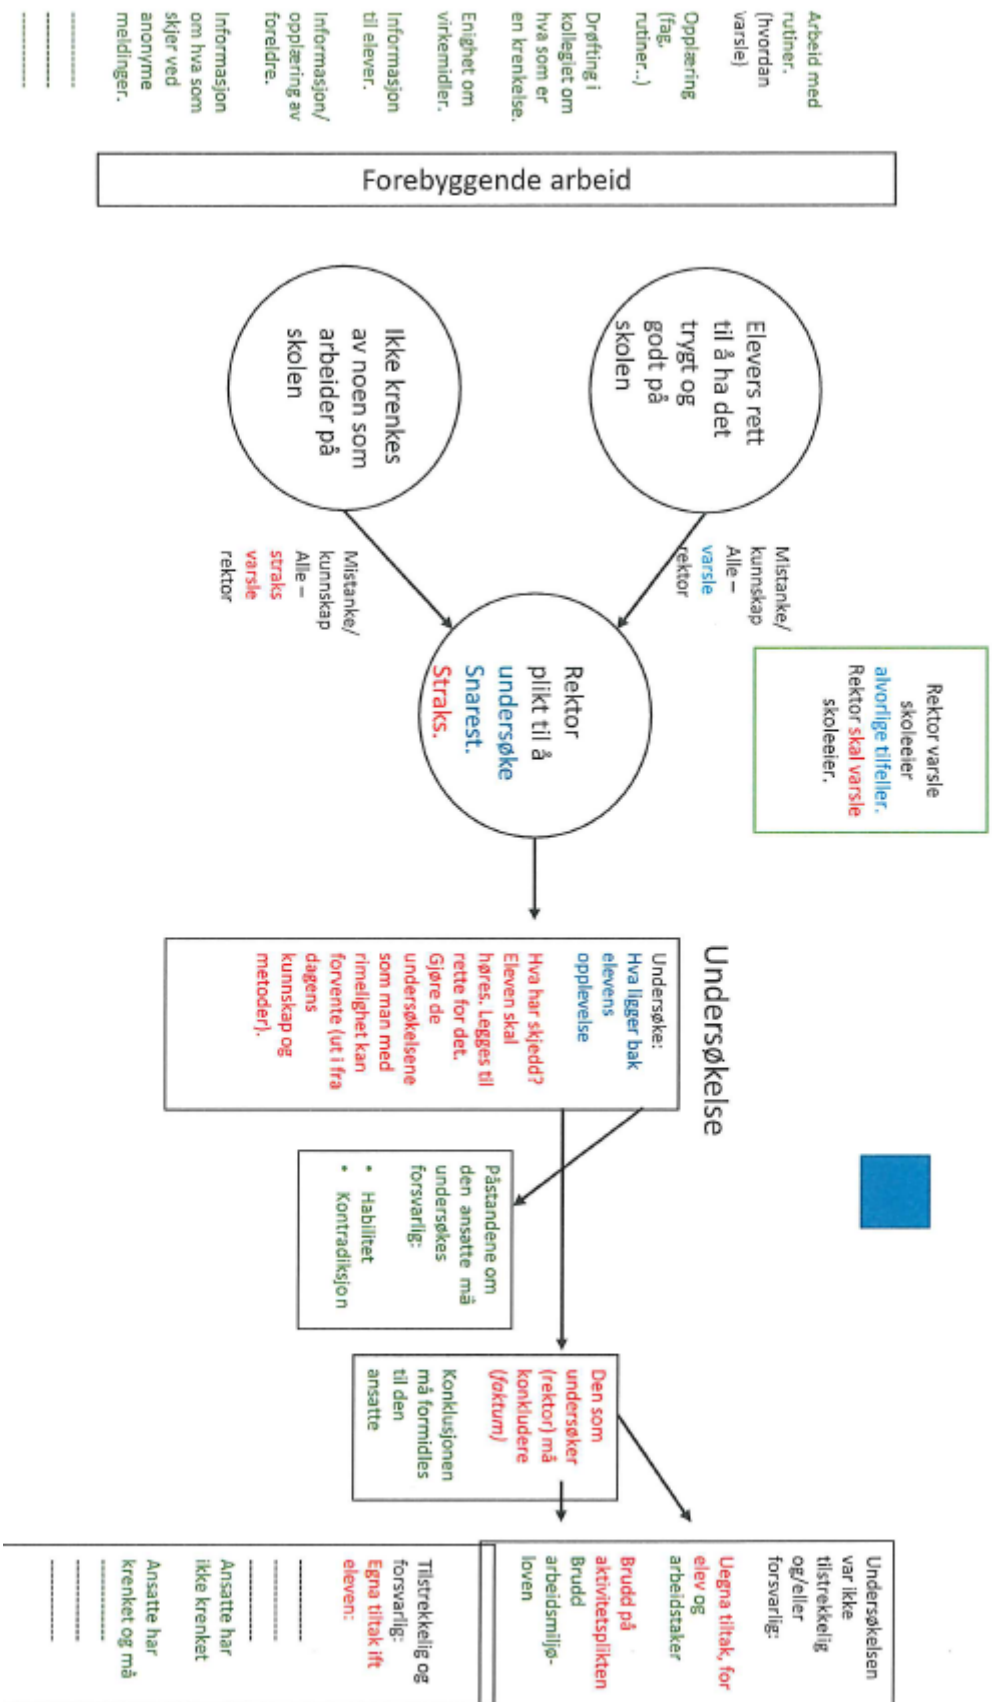 Arbeid med
rutiner.
(hvordan
varsle)
Opplæring
(fag,
rutiner..)
Drøfting i
kollegiet om
hva som er
en krenkelse.
Enighet om
virkemidler.
Informasjon
til elever.
Informasjon/
opplæring av
foreldre.
Informasjon
om hva som
skjer ved
anonyme
meldinger.
----------
----------
----------
Forebyggende arbeid
Elevers rett
til å ha det
trygt og
godt på
skolen
Ikke krenkes
av noen som
arbeider på
skolen
Mistanke/
kunnskap
Alle –
varsle
rektor
Mistanke/
kunnskap
Alle –
straks
varsle
rektor
Rektor varsle
skoleeier
alvorlige tilfeller.
Rektor skal varsle
skoleeier.
Rektor
plikt til å
undersøke
Snarest.
Straks.
Undersøkelse
Undersøke:
Hva ligger bak
elevens
opplevelse
Hva har skjedd?
Eleven skal
høres. Legges til
rette for det.
Gjøre de
undersøkelsene
som man med
rimelighet kan
forvente (ut i fra
dagens
kunnskap og
metoder).
Påstandene om
den ansatte må
undersøkes
forsvarlig:
• Habilitet
• Kontradiksjon
Den som
undersøker
(rektor) må
konkludere
(faktum)
Konklusjonen
må formidles
til den
ansatte
Undersøkelsen
var ikke
tilstrekkelig
og/eller
forsvarlig:
Uegna tiltak, for
elev og
arbeidstaker
Brudd på
aktivitetsplikten
Brudd
arbeidsmiljø-
loven
Tilstrekkelig og
forsvarlig:
Egna tiltak ift
eleven:
----------
----------
----------
Ansatte har
ikke krenket
Ansatte har
krenket og må
----------
----------
----------